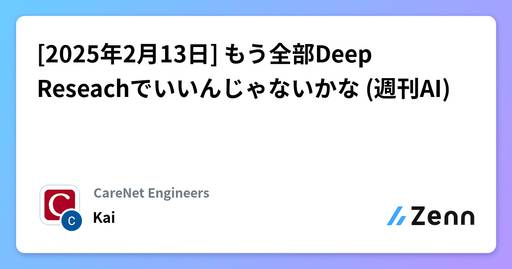 [2025年2月13日] もう全部Deep
Reseachでいいんじゃないかな (週刊AI)
CareNet Engineers
C
C
Kai
Zenn